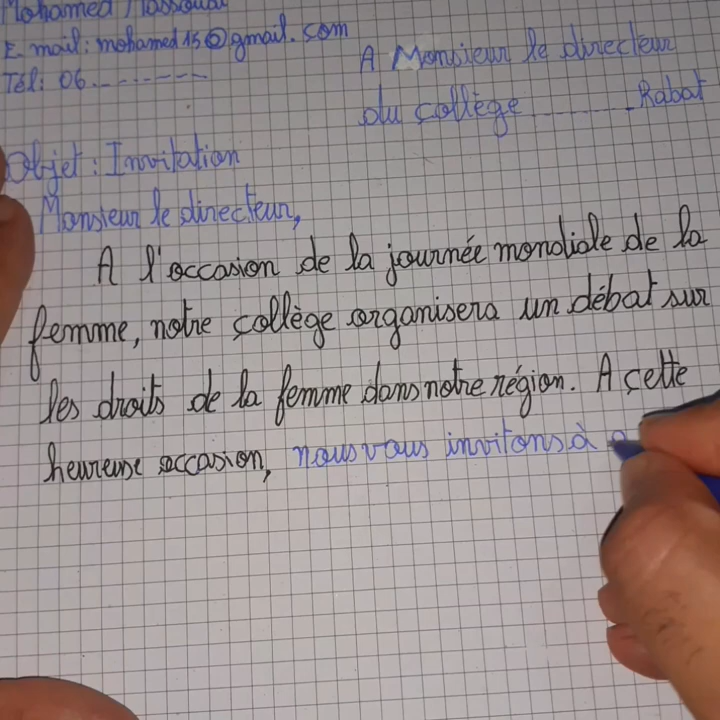 Mohamed
E-mail: mohamed15@gmail.com
Tél: 06--------
A Monsieur le directeur
du collège ........ Rabat
Objet: Invitation
Monsieur le directeur,
A l'occasion de la journée mondiale de la
femme, notre collège organisera un débat sur
les droits de la femme dans notre région. A cette
heureuse occasion, nous vous invitons à